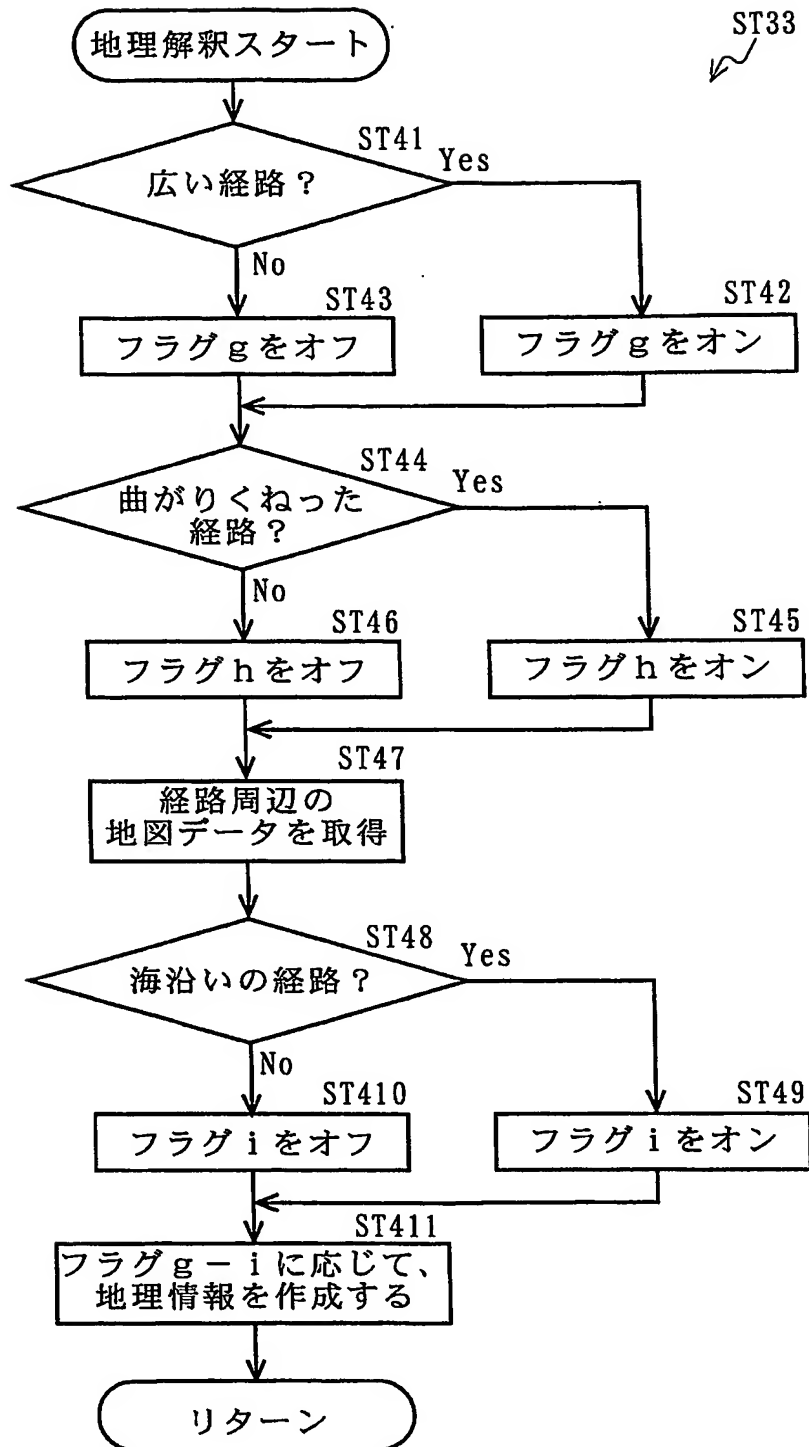 ST33
地理解釈スタート
ST41
広い経路？
Yes
No
ST43
フラグｇをオフ
ST42
フラグｇをオン
ST44
曲がりくねった
経路？
Yes
No
ST46
フラグｈをオフ
ST45
フラグｈをオン
ST47
経路周辺の
地図データを取得
ST48
海沿いの経路？
Yes
No
ST410
フラグｉをオフ
ST49
フラグｉをオン
ST411
フラグｇ－ｉに応じて、
地理情報を作成する
リターン